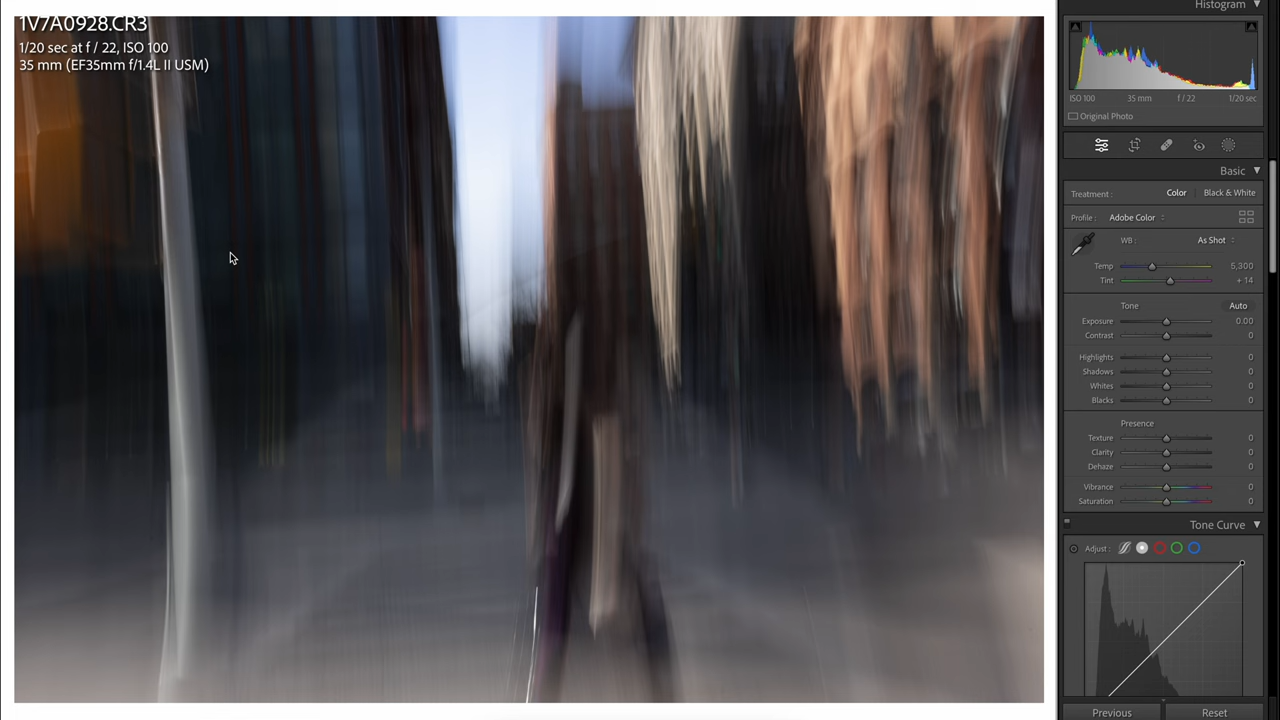 Histogram
1V7A0928.CR3
1/20 sec at f / 22, ISO 100
35 mm (EF35mm f/1.4L II USM)
ISO 100 35 mm f / 22 1/20 sec
Original Photo
Basic
Treatment : Color Black & White
Profile : Adobe Color
WB : As Shot
Temp 5,300
Tint + 14
Tone Auto
Exposure 0.00
Contrast 0
Highlights 0
Shadows 0
Whites 0
Blacks 0
Presence
Texture 0
Clarity 0
Dehaze 0
Vibrance 0
Saturation 0
Tone Curve
Adjust :
Previous Reset